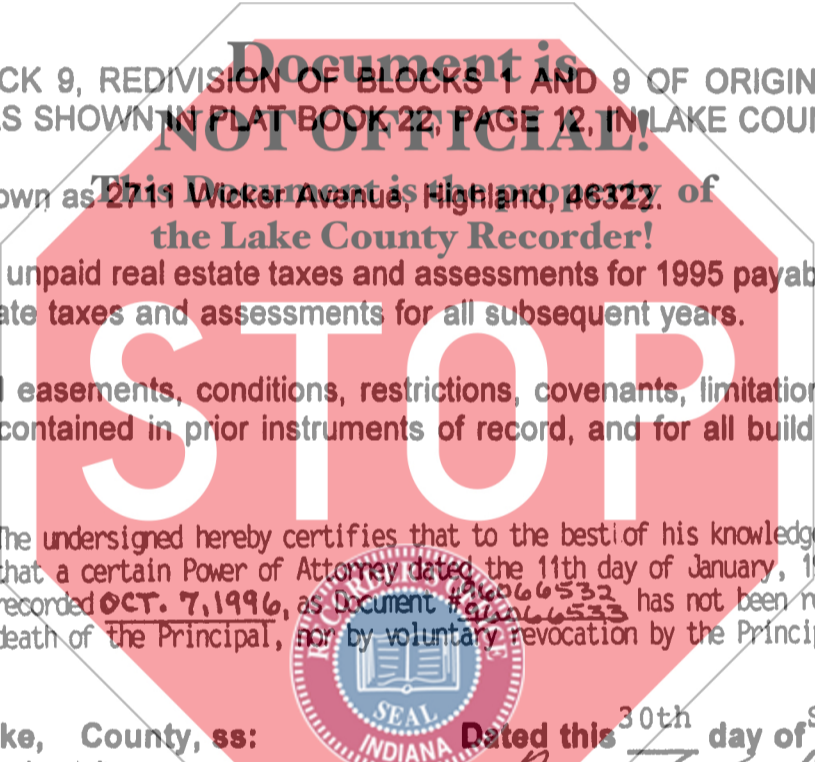 Document is
CK 9, REDIVISION OF BLOCKS 1 AND 9 OF ORIGIN
NOT OFFICIAL!
S SHOWN IN PLAT BOOK 22, PAGE 12, IN LAKE COUN
This Document is the property of
own as 2711 Wicker Avenue, Highland, 46322.
the Lake County Recorder!
unpaid real estate taxes and assessments for 1995 payab
ate taxes and assessments for all subsequent years.
STOP
easements, conditions, restrictions, covenants, limitation
contained in prior instruments of record, and for all build
The undersigned hereby certifies that to the best of his knowledge
that a certain Power of Attorney dated the 11th day of January, 1
recorded OCT. 7, 1996, as Document # 96066532
96066533 has not been r
death of the Principal, nor by voluntary revocation by the Princip
SEAL
INDIANA
ke, County, ss: Dated this 30th day of S